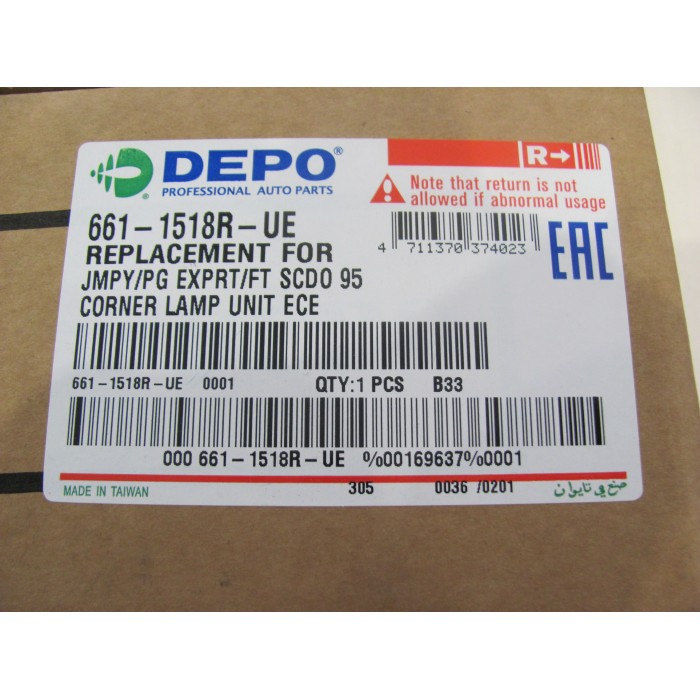 DEPO®
PROFESSIONAL AUTO PARTS
R→
Note that return is not
allowed if abnormal usage
661-1518R-UE
REPLACEMENT FOR
JMPY/PG EXPRT/FT SCDO 95
CORNER LAMP UNIT ECE
4 711370 374023
EAC
661-1518R-UE 0001 QTY:1 PCS B33
000 661-1518R-UE %00169637%0001
MADE IN TAIWAN 305 0036 /0201 صنع في تايوان